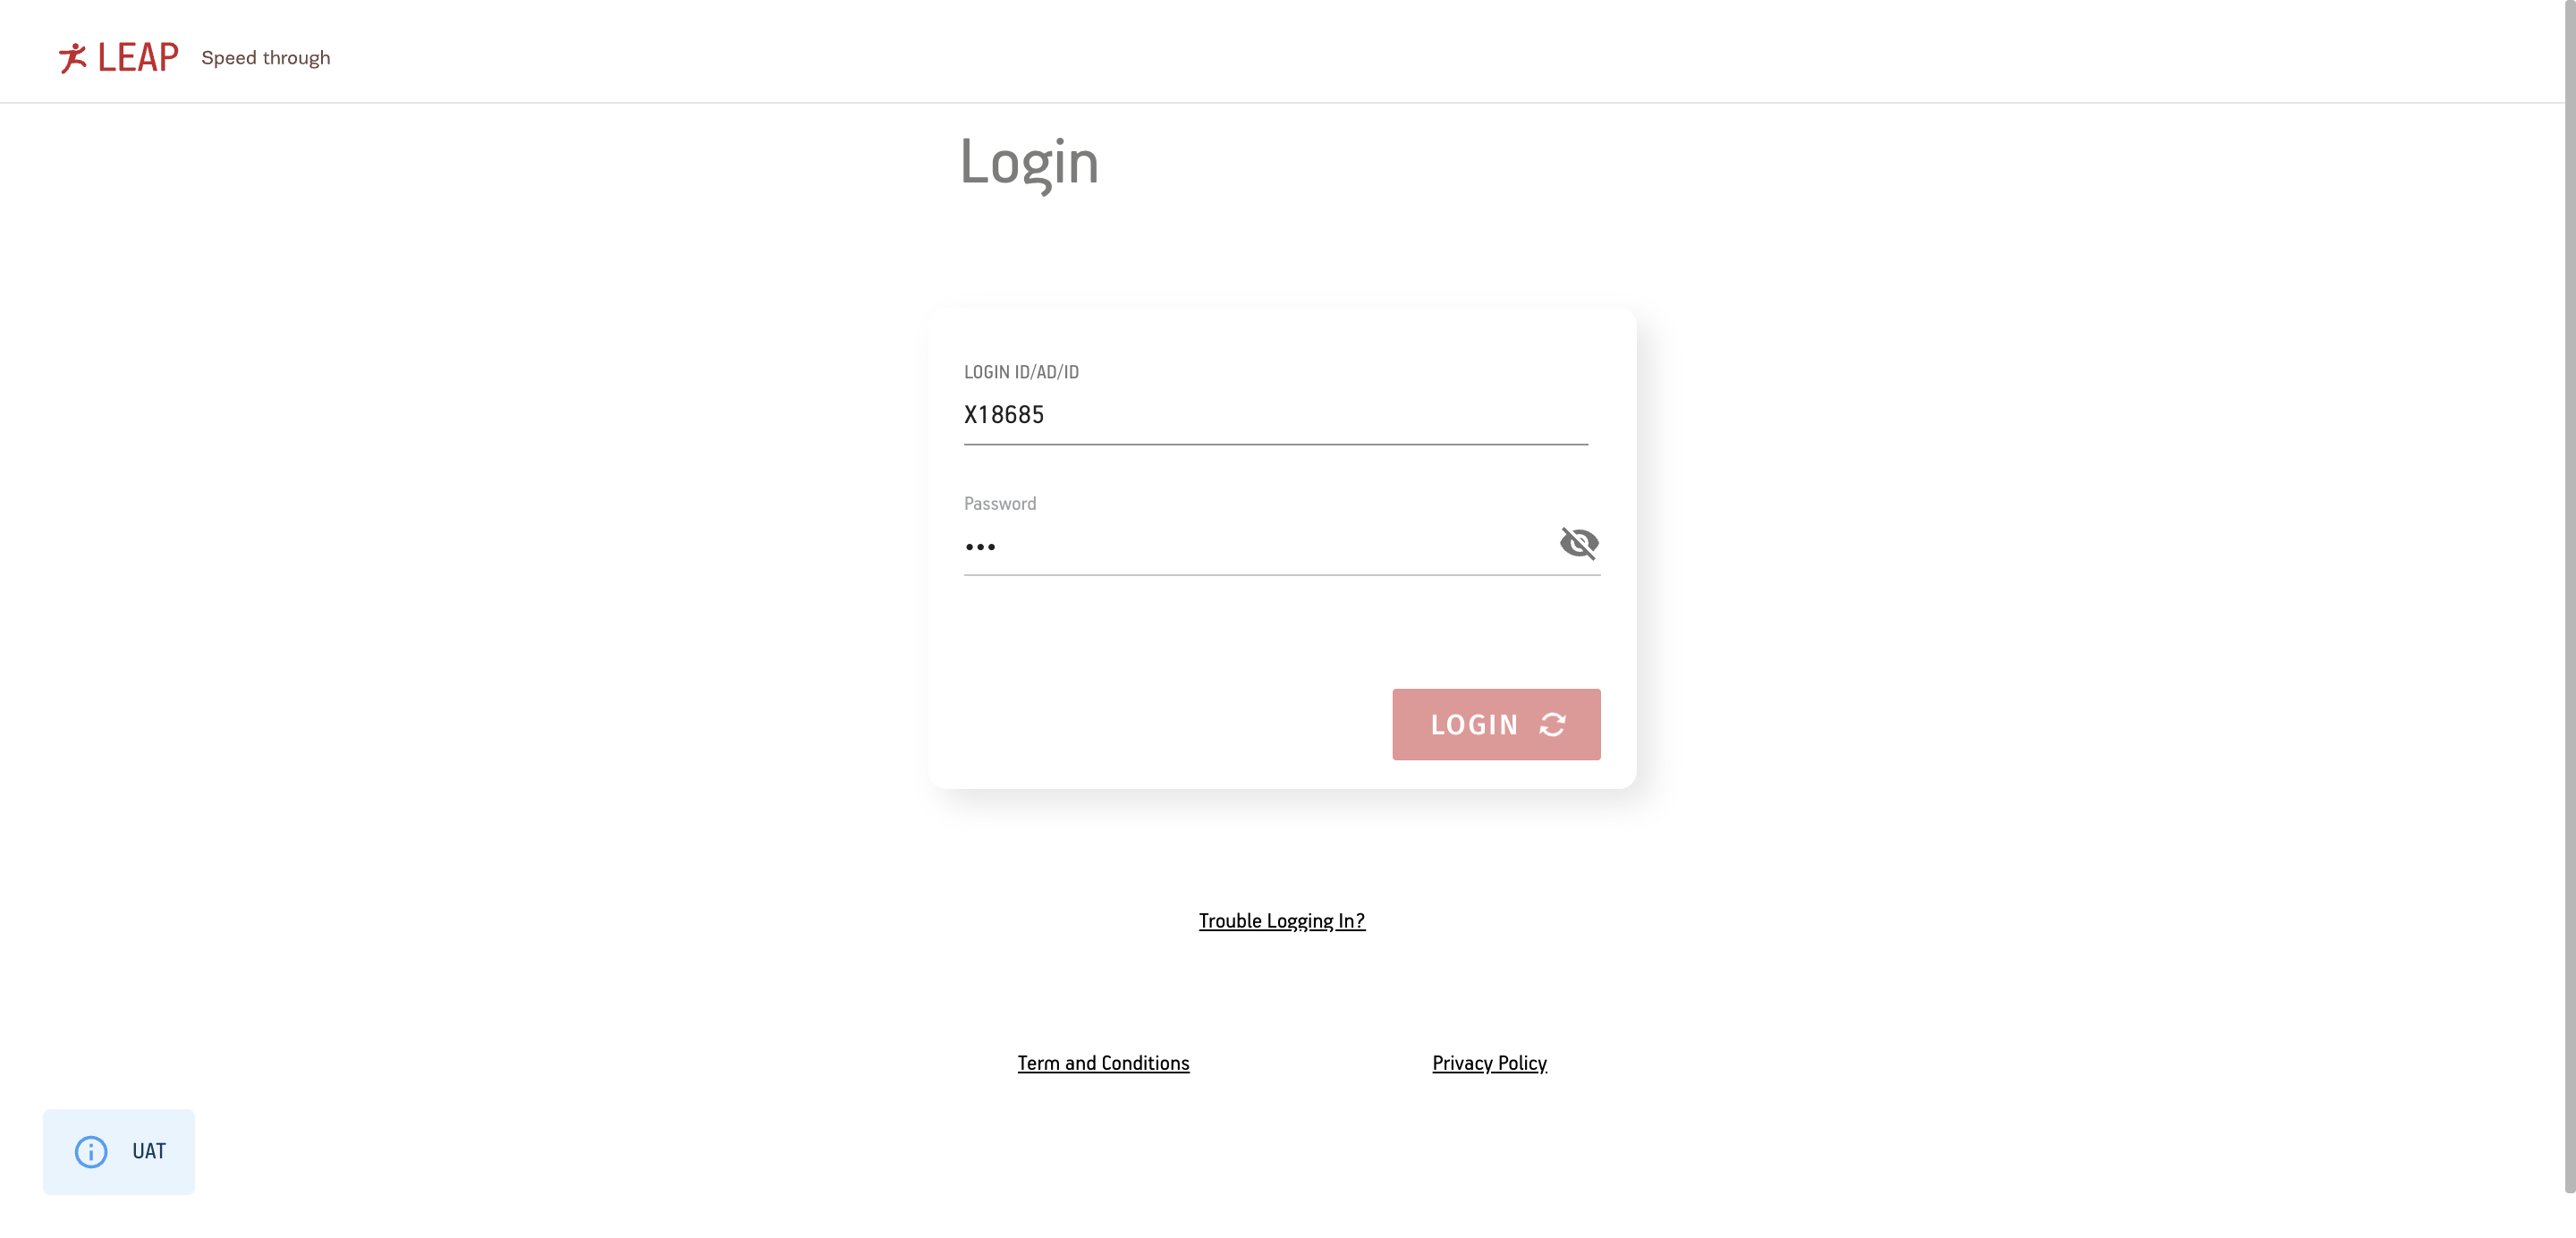 LEAP Speed through
Login
LOGIN ID/AD/ID
X18685
Password
•••
LOGIN
Trouble Logging In?
Term and Conditions Privacy Policy
UAT